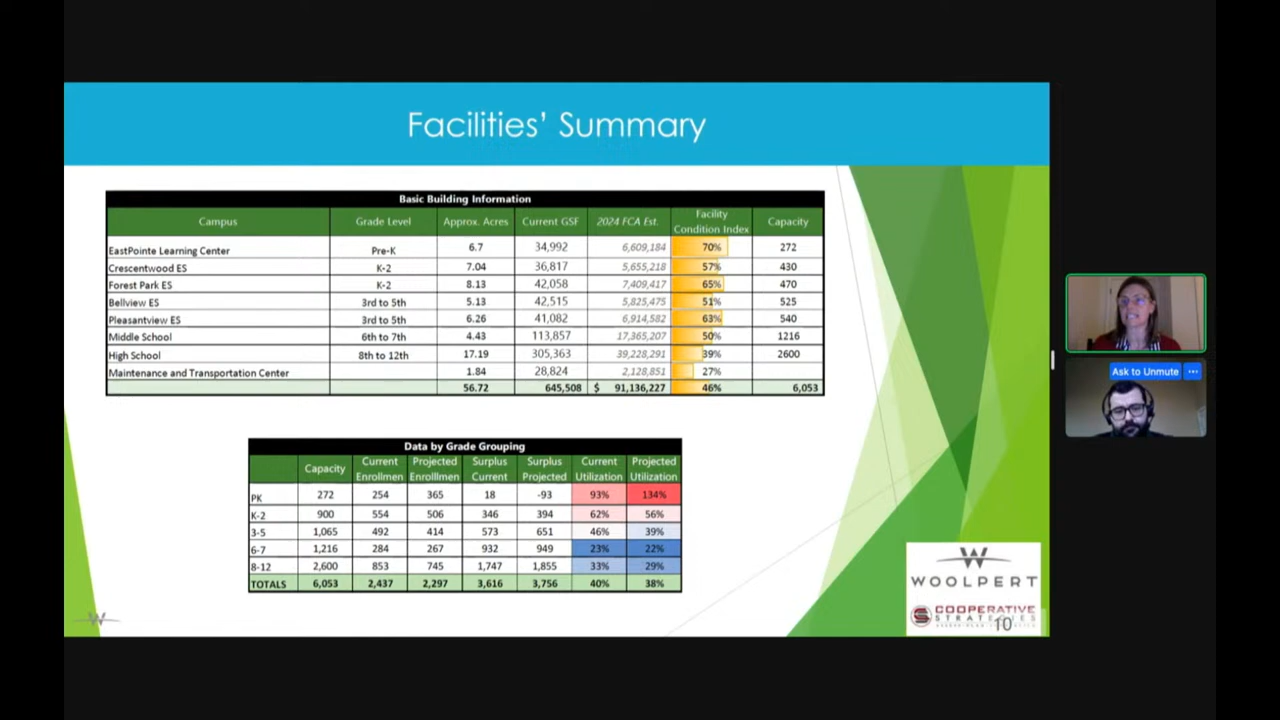 Facilities' Summary
Basic Building Information
Campus Grade Level Approx. Acres Current GSF 2024 FCA Est. Facility Condition Index Capacity
EastPointe Learning Center Pre-K 6.7 34,992 6,609,184 70% 272
Crescentwood ES K-2 7.04 36,817 5,655,218 57% 430
Forest Park ES K-2 8.13 42,058 7,409,417 65% 470
Bellview ES 3rd to 5th 5.13 42,515 5,825,475 51% 525
Pleasantview ES 3rd to 5th 6.26 41,082 6,914,582 63% 540
Middle School 6th to 7th 4.43 113,857 17,365,207 50% 1216
High School 8th to 12th 17.19 305,363 39,228,291 39% 2600
Maintenance and Transportation Center 1.84 28,824 2,128,851 27%
56.72 645,508 $ 91,136,227 46% 6,053
Data by Grade Grouping
Capacity Current Enrollmen Projected Enrolllmen Surplus Current Surplus Projected Current Utilization Projected Utilization
PK 272 254 365 18 -93 93% 134%
K-2 900 554 506 346 394 62% 56%
3-5 1,065 492 414 573 651 46% 39%
6-7 1,216 284 267 932 949 23% 22%
8-12 2,600 853 745 1,747 1,855 33% 29%
TOTALS 6,053 2,437 2,297 3,616 3,756 40% 38%
Ask to Unmute
WOOLPERT
COOPERATIVE
STRATEGIES
10